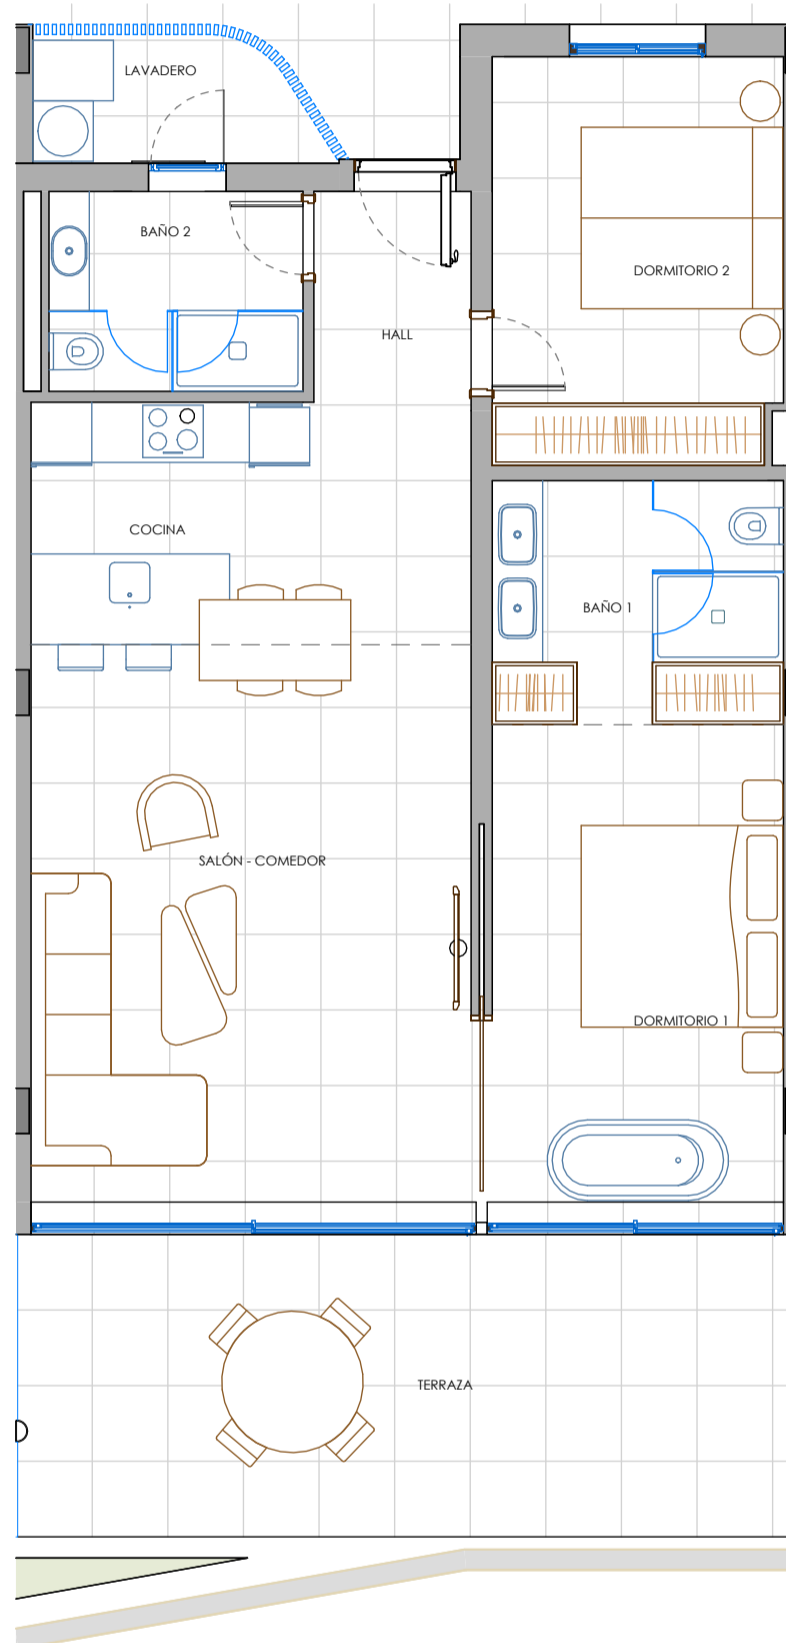 LAVADERO
BAÑO 2
DORMITORIO 2
HALL
COCINA
BAÑO 1
SALÓN - COMEDOR
DORMITORIO 1
TERRAZA